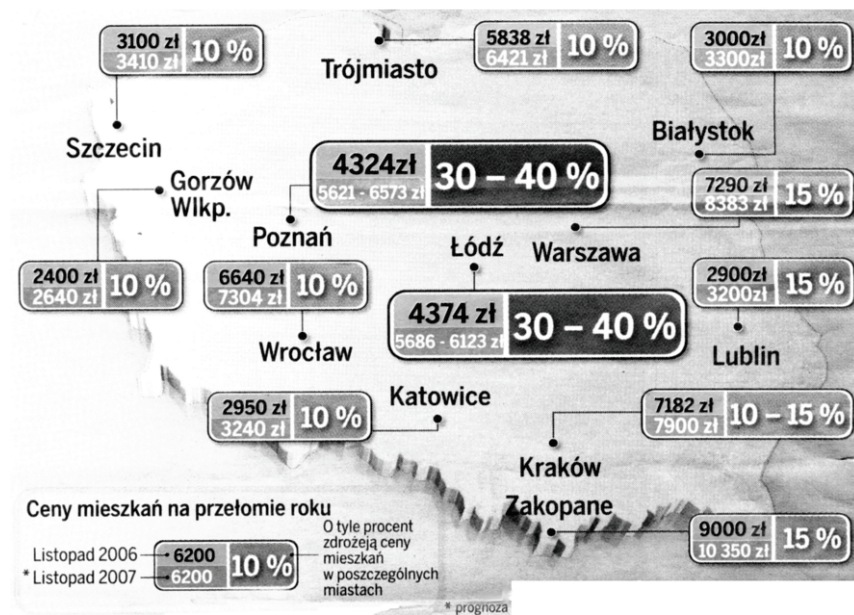 3100 zł
3410 zł
10 %
Szczecin
Trójmiasto
5838 zł
6421 zł
10 %
3000zł
3300zł
10 %
Białystok
Gorzów
Wlkp.
2400 zł
2640 zł
10 %
4324zł
5621 - 6573 zł
30 – 40 %
Poznań
7290 zł
8383 zł
15 %
Warszawa
6640 zł
7304 zł
10 %
Wrocław
Łódź
4374 zł
5686 - 6123 zł
30 – 40 %
2900zł
3200zł
15 %
Lublin
2950 zł
3240 zł
10 %
Katowice
7182 zł
7900 zł
10 – 15 %
Kraków
Zakopane
9000 zł
10 350 zł
15 %
Ceny mieszkań na przełomie roku
Listopad 2006
6200
* Listopad 2007
6200
10 %
O tyle procent
zdrożeją ceny
mieszkań
w poszczególnych
miastach
* prognoza